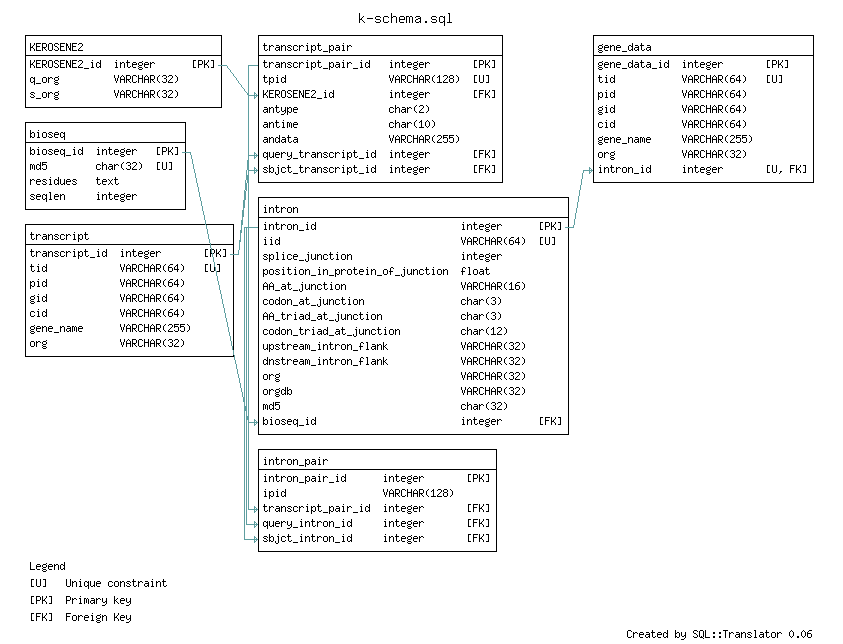 k-schema.sql
KEROSENE2
KEROSENE2_id integer [PK]
q_org VARCHAR(32)
s_org VARCHAR(32)
bioseq
bioseq_id integer [PK]
md5 char(32) [U]
residues text
seqlen integer
transcript
transcript_id integer [PK]
tid VARCHAR(64) [U]
pid VARCHAR(64)
gid VARCHAR(64)
cid VARCHAR(64)
gene_name VARCHAR(255)
org VARCHAR(32)
transcript_pair
transcript_pair_id integer [PK]
tpid VARCHAR(128) [U]
KEROSENE2_id integer [FK]
antype char(2)
antime char(10)
andata VARCHAR(255)
query_transcript_id integer [FK]
sbjct_transcript_id integer [FK]
intron
intron_id integer [PK]
iid VARCHAR(64) [U]
splice_junction integer
position_in_protein_of_junction float
AA_at_junction VARCHAR(16)
codon_at_junction char(3)
AA_triad_at_junction char(3)
codon_triad_at_junction char(12)
upstream_intron_flank VARCHAR(32)
dnstream_intron_flank VARCHAR(32)
org VARCHAR(32)
orgdb VARCHAR(32)
md5 char(32)
bioseq_id integer [FK]
intron_pair
intron_pair_id integer [PK]
ipid VARCHAR(128)
transcript_pair_id integer [FK]
query_intron_id integer [FK]
sbjct_intron_id integer [FK]
gene_data
gene_data_id integer [PK]
tid VARCHAR(64) [U]
pid VARCHAR(64)
gid VARCHAR(64)
cid VARCHAR(64)
gene_name VARCHAR(255)
org VARCHAR(32)
intron_id integer [U, FK]
Legend
[U] Unique constraint
[PK] Primary key
[FK] Foreign Key
Created by SQL::Translator 0.06